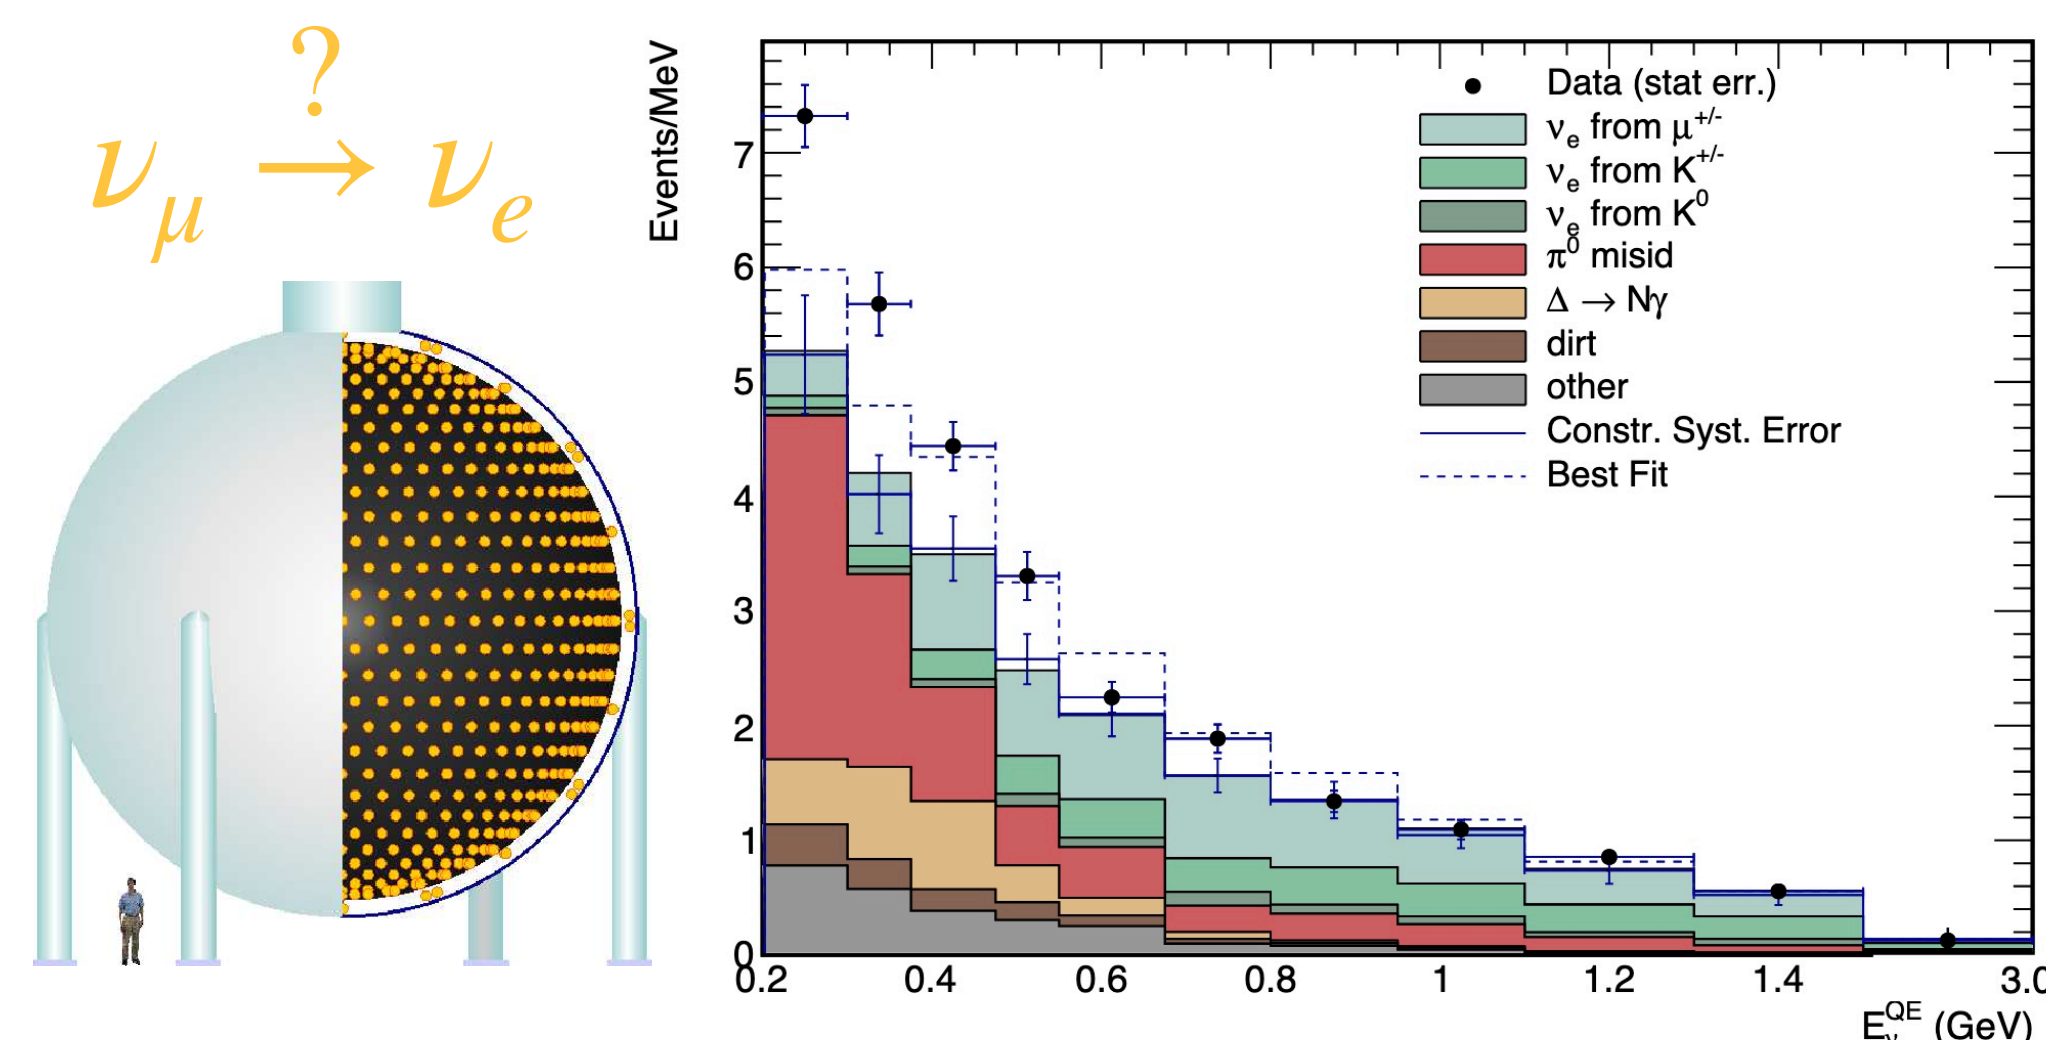 ?
ν_μ → ν_e
Events/MeV
7
6
5
4
3
2
1
0
Data (stat err.)
ν_e from μ^{+/-}
ν_e from K^{+/-}
ν_e from K^0
π^0 misid
Δ → Nγ
dirt
other
Constr. Syst. Error
Best Fit
0.2 0.4 0.6 0.8 1 1.2 1.4 3.0
E_ν^{QE} (GeV)